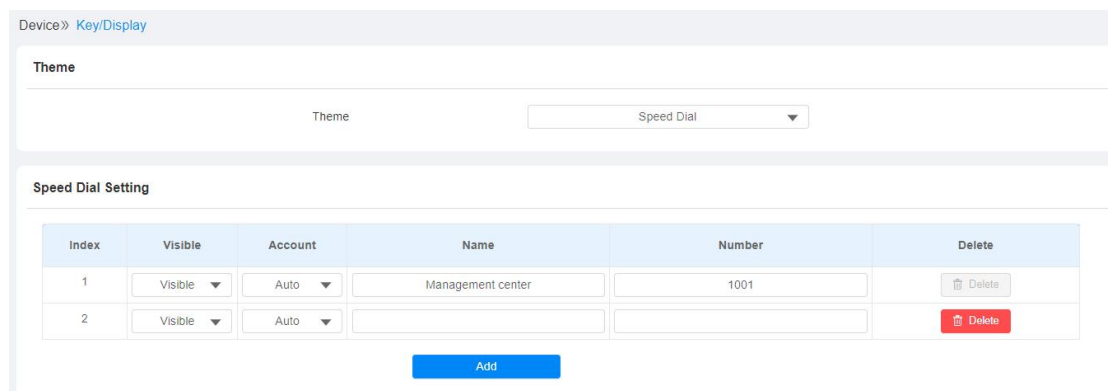 Device» Key/Display
Theme
Theme Speed Dial
Speed Dial Setting
Index Visible Account Name Number Delete
1 Visible Auto Management center 1001 Delete
2 Visible Auto Delete
Add